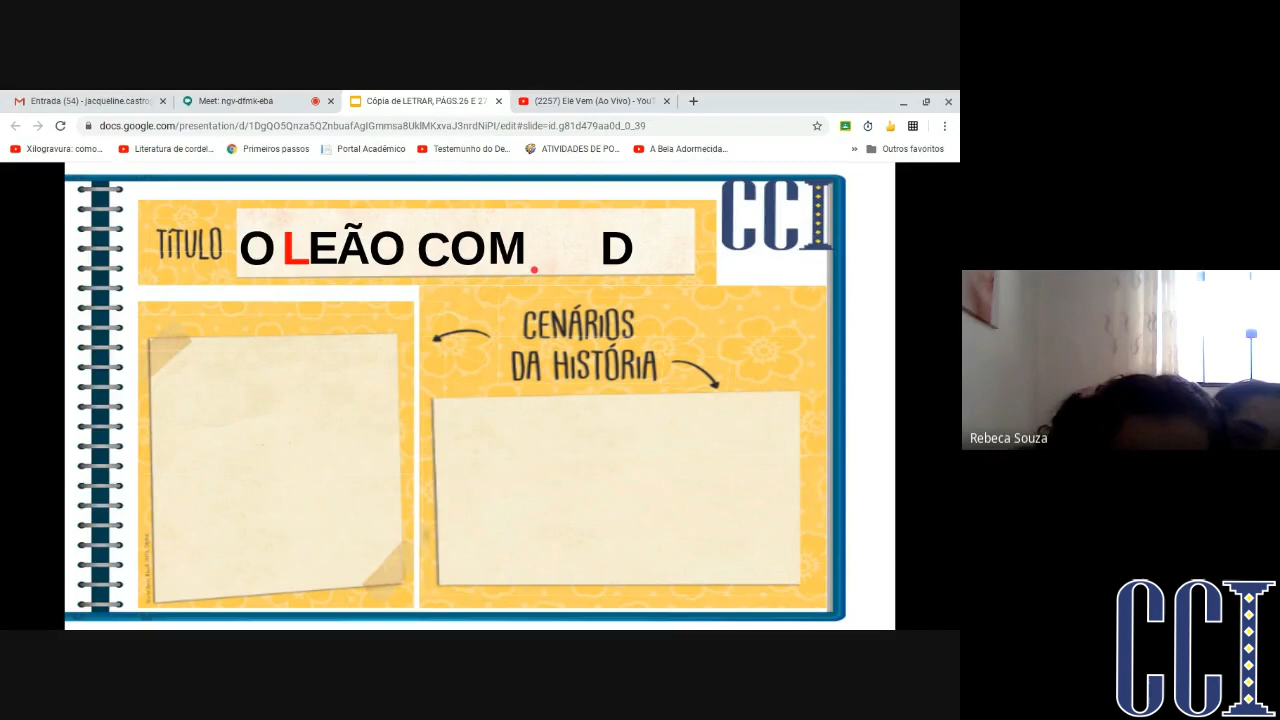 Entrada (54) - jacqueline.castro
Meet: ngv-dfmk-eba
Cópia de LETRAR, PÁGS.26 E 27
(2257) Ele Vem (Ao Vivo) - YouT
docs.google.com/presentation/d/1DgQO5Qnza5QZnbuafAgIGmmsa8UklMKxvaJ3nrdNiPI/edit#slide=id.g81d479aa0d_0_39
Xilogravura: como...
Literatura de cordel...
Primeiros passos
Portal Acadêmico
Testemunho do De...
ATIVIDADES DE PO...
A Bela Adormecida...
»
Outros favoritos
CCI
TÍTULO
O LEÃO COM D
CENÁRIOS
DA HISTÓRIA
Rebeca Souza
CCI